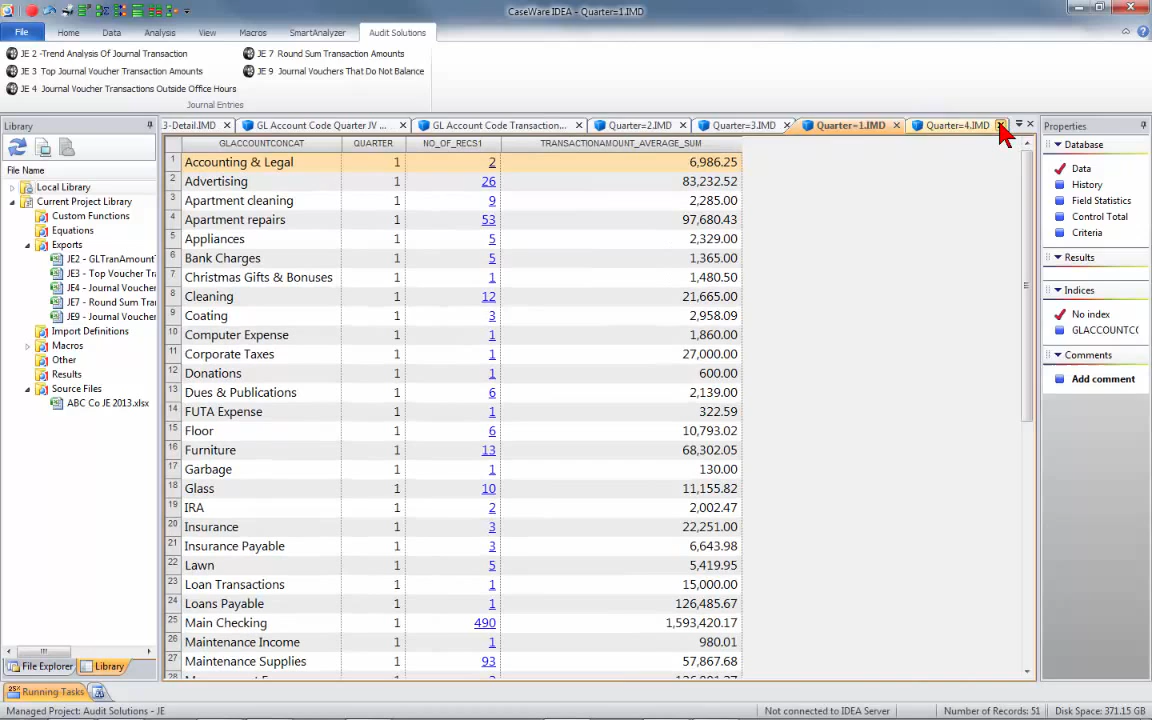 CaseWare IDEA - Quarter=1.IMD
File Home Data Analysis View Macros SmartAnalyzer Audit Solutions
JE 2 -Trend Analysis Of Journal Transaction JE 7 Round Sum Transaction Amounts
JE 3 Top Journal Voucher Transaction Amounts JE 9 Journal Vouchers That Do Not Balance
JE 4 Journal Voucher Transactions Outside Office Hours
Journal Entries
Library
File Name
Local Library
Current Project Library
Custom Functions
Equations
Exports
JE2 - GLTranAmount
JE3 - Top Voucher Tra
JE4 - Journal Voucher
JE7 - Round Sum Tran
JE9 - Journal Voucher
Import Definitions
Macros
Other
Results
Source Files
ABC Co JE 2013.xlsx
File Explorer Library
3-Detail.IMD GL Account Code Quarter JV ... GL Account Code Transaction... Quarter=2.IMD Quarter=3.IMD Quarter=1.IMD Quarter=4.IMD
GLACCOUNTCONCAT QUARTER NO_OF_RECS1 TRANSACTIONAMOUNT_AVERAGE_SUM
1 Accounting & Legal 1 2 6,986.25
2 Advertising 1 26 83,232.52
3 Apartment cleaning 1 9 2,285.00
4 Apartment repairs 1 53 97,680.43
5 Appliances 1 5 2,329.00
6 Bank Charges 1 5 1,365.00
7 Christmas Gifts & Bonuses 1 1 1,480.50
8 Cleaning 1 12 21,665.00
9 Coating 1 3 2,958.09
10 Computer Expense 1 1 1,860.00
11 Corporate Taxes 1 1 27,000.00
12 Donations 1 1 600.00
13 Dues & Publications 1 6 2,139.00
14 FUTA Expense 1 1 322.59
15 Floor 1 6 10,793.02
16 Furniture 1 13 68,302.05
17 Garbage 1 1 130.00
18 Glass 1 10 11,155.82
19 IRA 1 2 2,002.47
20 Insurance 1 3 22,251.00
21 Insurance Payable 1 3 6,643.98
22 Lawn 1 5 5,419.95
23 Loan Transactions 1 1 15,000.00
24 Loans Payable 1 1 126,485.67
25 Main Checking 1 490 1,593,420.17
26 Maintenance Income 1 1 980.01
27 Maintenance Supplies 1 93 57,867.68
28
Properties
Database
Data
History
Field Statistics
Control Total
Criteria
Results
Indices
No index
GLACCOUNTCO
Comments
Add comment
Running Tasks
Managed Project: Audit Solutions - JE Not connected to IDEA Server Number of Records: 51 Disk Space: 371.15 GB